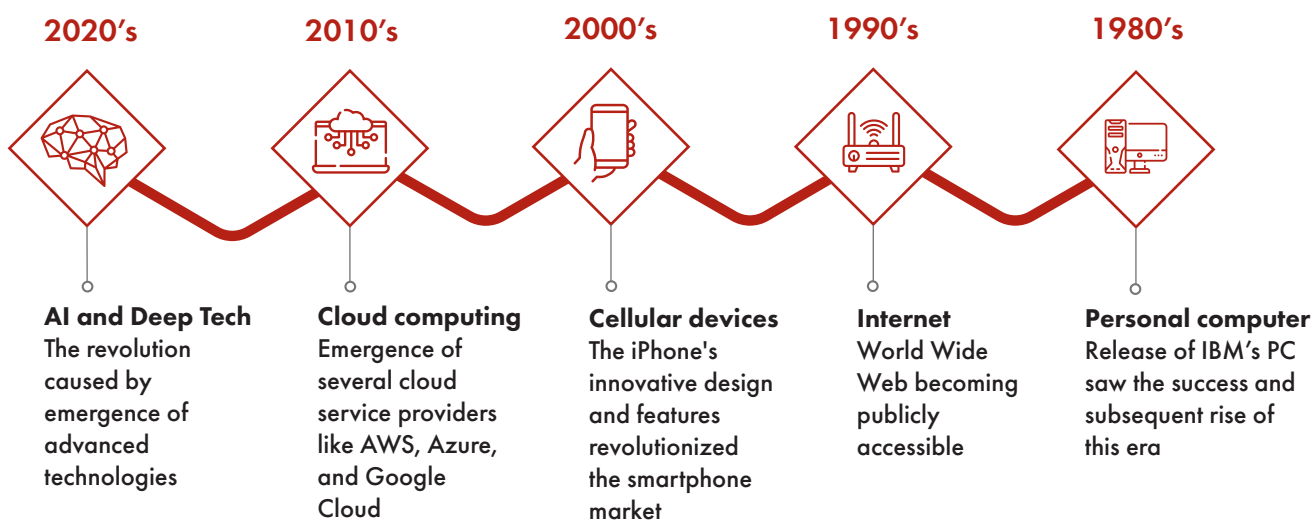 2020’s
2010’s
2000’s
1990’s
1980’s
AI and Deep Tech
The revolution
caused by
emergence of
advanced
technologies
Cloud computing
Emergence of
several cloud
service providers
like AWS, Azure,
and Google
Cloud
Cellular devices
The iPhone's
innovative design
and features
revolutionized
the smartphone
market
Internet
World Wide
Web becoming
publicly
accessible
Personal computer
Release of IBM’s PC
saw the success and
subsequent rise of
this era